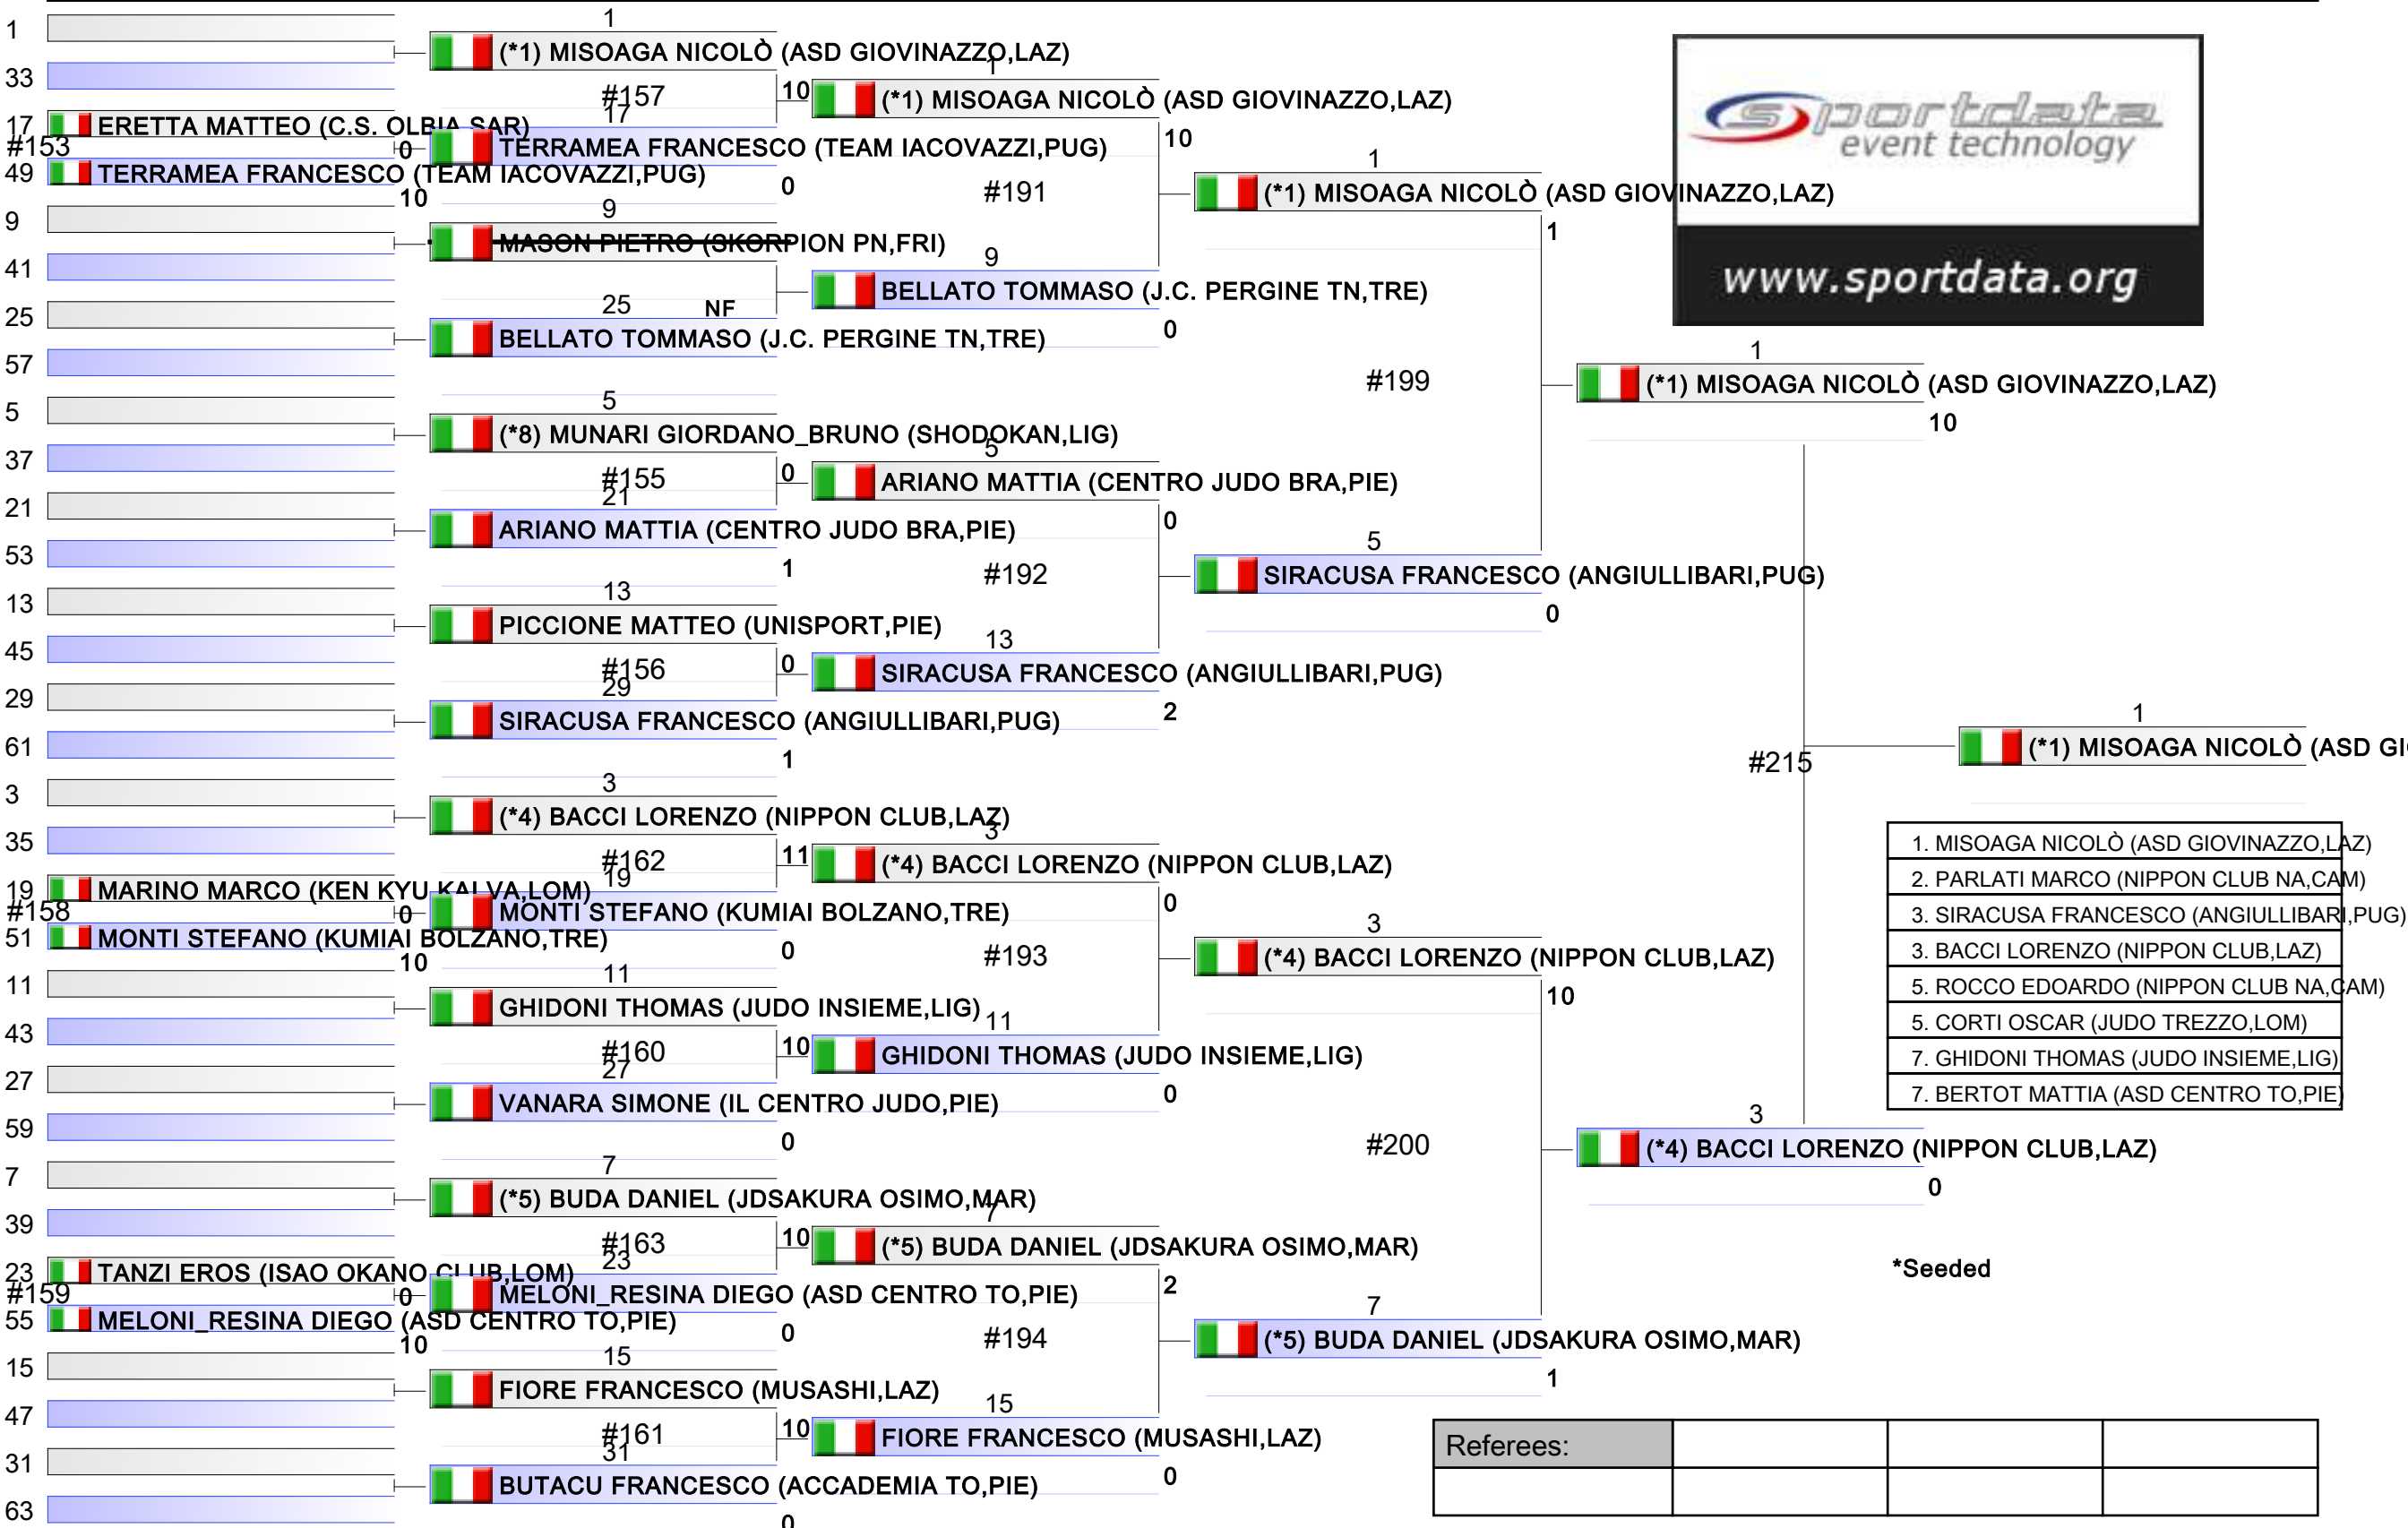 1
33
17 ERETTA MATTEO (C.S. OLBIA SAR)
#153 0
49 TERRAMEA FRANCESCO (TEAM IACOVAZZI,PUG)
10
9
41
25
57
5
37
21
53
13
45
29
61
3
35
19 MARINO MARCO (KEN KYU KAI VA,LOM)
#158 0
51 MONTI STEFANO (KUMIAI BOLZANO,TRE)
10
11
43
27
59
7
39
23 TANZI EROS (ISAO OKANO CLUB,LOM)
#159 0
55 MELONI_RESINA DIEGO (ASD CENTRO TO,PIE)
10
15
47
31
63
1
(*1) MISOAGA NICOLÒ (ASD GIOVINAZZO,LAZ)
#157 10
17
TERRAMEA FRANCESCO (TEAM IACOVAZZI,PUG)
0
9
MASON PIETRO (SKORPION PN,FRI)
25 NF
BELLATO TOMMASO (J.C. PERGINE TN,TRE)
5
(*8) MUNARI GIORDANO_BRUNO (SHODOKAN,LIG)
#155 0
21
ARIANO MATTIA (CENTRO JUDO BRA,PIE)
1
13
PICCIONE MATTEO (UNISPORT,PIE)
#156 0
29
SIRACUSA FRANCESCO (ANGIULLIBARI,PUG)
1
3
(*4) BACCI LORENZO (NIPPON CLUB,LAZ)
#162 11
19
MONTI STEFANO (KUMIAI BOLZANO,TRE)
0
11
GHIDONI THOMAS (JUDO INSIEME,LIG)
#160 10
27
VANARA SIMONE (IL CENTRO JUDO,PIE)
0
7
(*5) BUDA DANIEL (JDSAKURA OSIMO,MAR)
#163 10
23
MELONI_RESINA DIEGO (ASD CENTRO TO,PIE)
0
15
FIORE FRANCESCO (MUSASHI,LAZ)
#161 10
31
BUTACU FRANCESCO (ACCADEMIA TO,PIE)
0
1
(*1) MISOAGA NICOLÒ (ASD GIOVINAZZO,LAZ)
10
#191
9
BELLATO TOMMASO (J.C. PERGINE TN,TRE)
0
5
ARIANO MATTIA (CENTRO JUDO BRA,PIE)
0
#192
13
SIRACUSA FRANCESCO (ANGIULLIBARI,PUG)
2
3
(*4) BACCI LORENZO (NIPPON CLUB,LAZ)
0
#193
11
GHIDONI THOMAS (JUDO INSIEME,LIG)
0
7
(*5) BUDA DANIEL (JDSAKURA OSIMO,MAR)
2
#194
15
FIORE FRANCESCO (MUSASHI,LAZ)
0
1
(*1) MISOAGA NICOLÒ (ASD GIOVINAZZO,LAZ)
1
#199
5
SIRACUSA FRANCESCO (ANGIULLIBARI,PUG)
0
3
(*4) BACCI LORENZO (NIPPON CLUB,LAZ)
10
#200
7
(*5) BUDA DANIEL (JDSAKURA OSIMO,MAR)
1
sportdata
event technology
www.sportdata.org
1
(*1) MISOAGA NICOLÒ (ASD GIOVINAZZO,LAZ)
10
#215
3
(*4) BACCI LORENZO (NIPPON CLUB,LAZ)
0
1
(*1) MISOAGA NICOLÒ (ASD
1. MISOAGA NICOLÒ (ASD GIOVINAZZO,LAZ)
2. PARLATI MARCO (NIPPON CLUB NA,CAM)
3. SIRACUSA FRANCESCO (ANGIULLIBARI,PUG)
3. BACCI LORENZO (NIPPON CLUB,LAZ)
5. ROCCO EDOARDO (NIPPON CLUB NA,CAM)
5. CORTI OSCAR (JUDO TREZZO,LOM)
7. GHIDONI THOMAS (JUDO INSIEME,LIG)
7. BERTOT MATTIA (ASD CENTRO TO,PIE)
*Seeded
Referees: